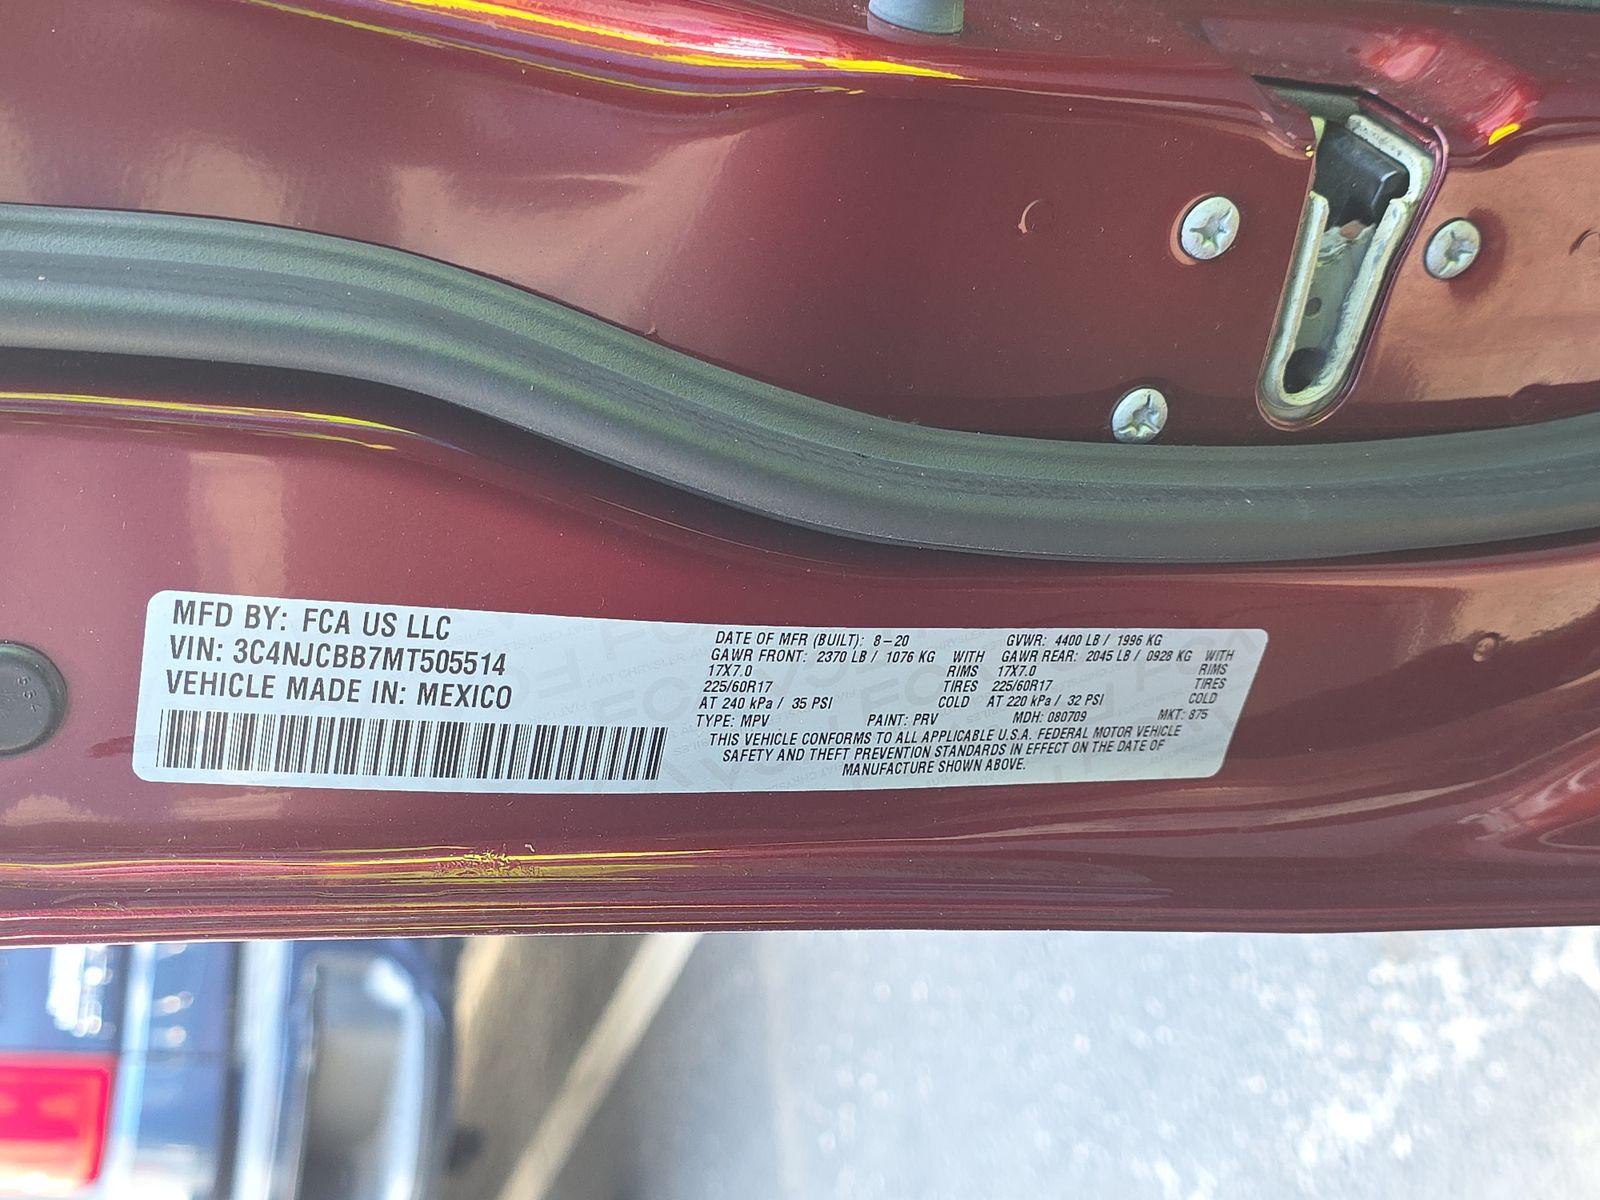 MFD BY: FCA US LLC
VIN: 3C4NJCBB7MT505514
VEHICLE MADE IN: MEXICO
DATE OF MFR (BUILT): 8-20 GVWR: 4400 LB / 1996 KG
GAWR FRONT: 2370 LB / 1076 KG WITH GAWR REAR: 2045 LB / 0928 KG WITH
17X7.0 RIMS 17X7.0 RIMS
225/60R17 TIRES 225/60R17 TIRES
AT 240 kPa / 35 PSI COLD AT 220 kPa / 32 PSI COLD
TYPE: MPV PAINT: PRV MDH: 080709 MKT: 875
THIS VEHICLE CONFORMS TO ALL APPLICABLE U.S.A. FEDERAL MOTOR VEHICLE
SAFETY AND THEFT PREVENTION STANDARDS IN EFFECT ON THE DATE OF
MANUFACTURE SHOWN ABOVE.